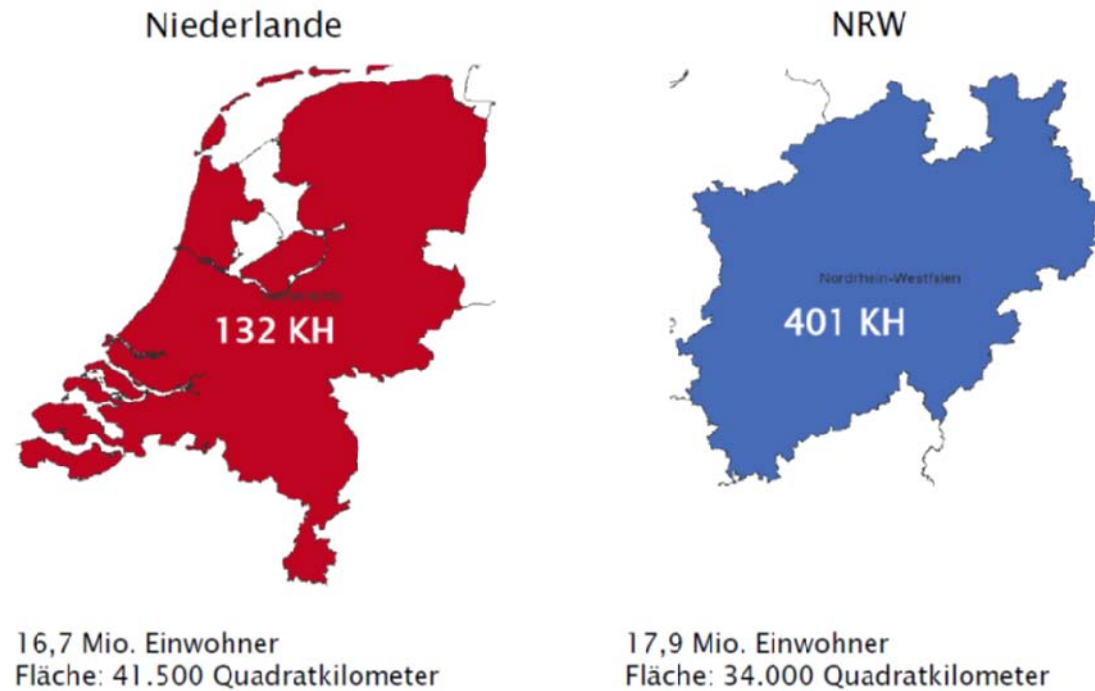 Niederlande
NRW
132 KH
Nordrhein-Westfalen
401 KH
16,7 Mio. Einwohner
Fläche: 41.500 Quadratkilometer
17,9 Mio. Einwohner
Fläche: 34.000 Quadratkilometer